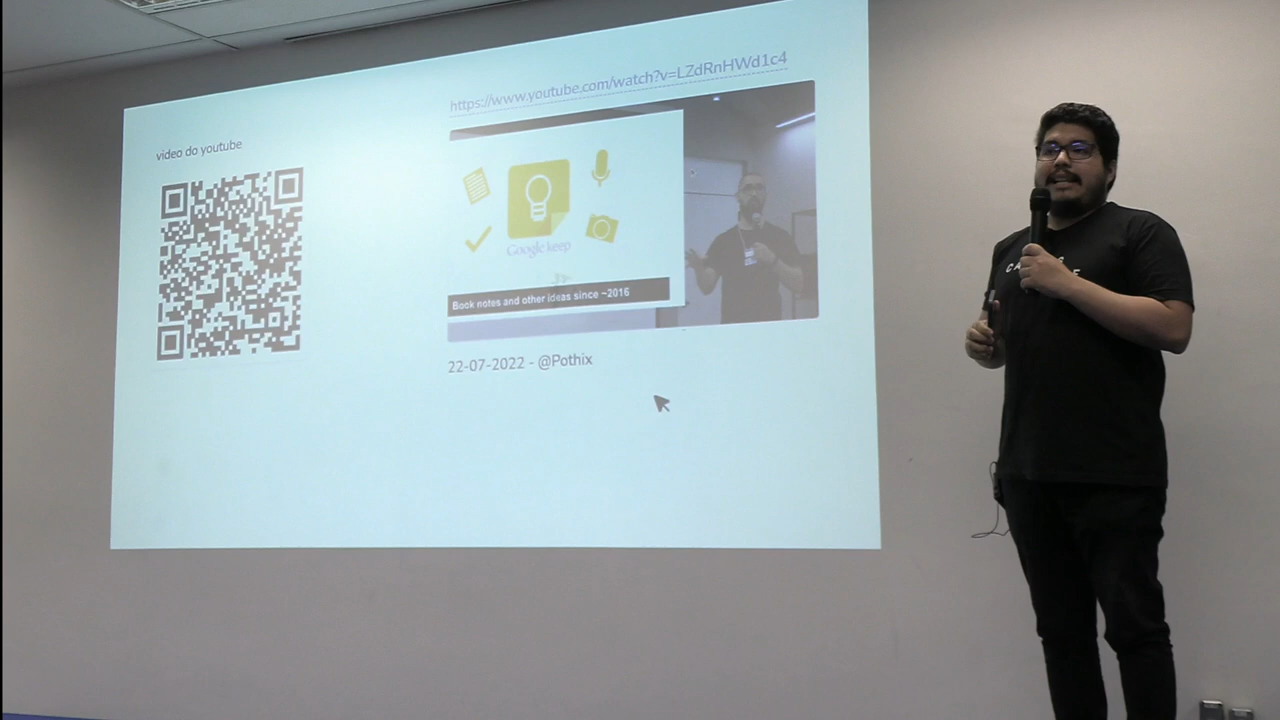 video do youtube
https://www.youtube.com/watch?v=LZdRnHWd1c4
Google keep
Book notes and other ideas since ~2016
22-07-2022 - @Pothix